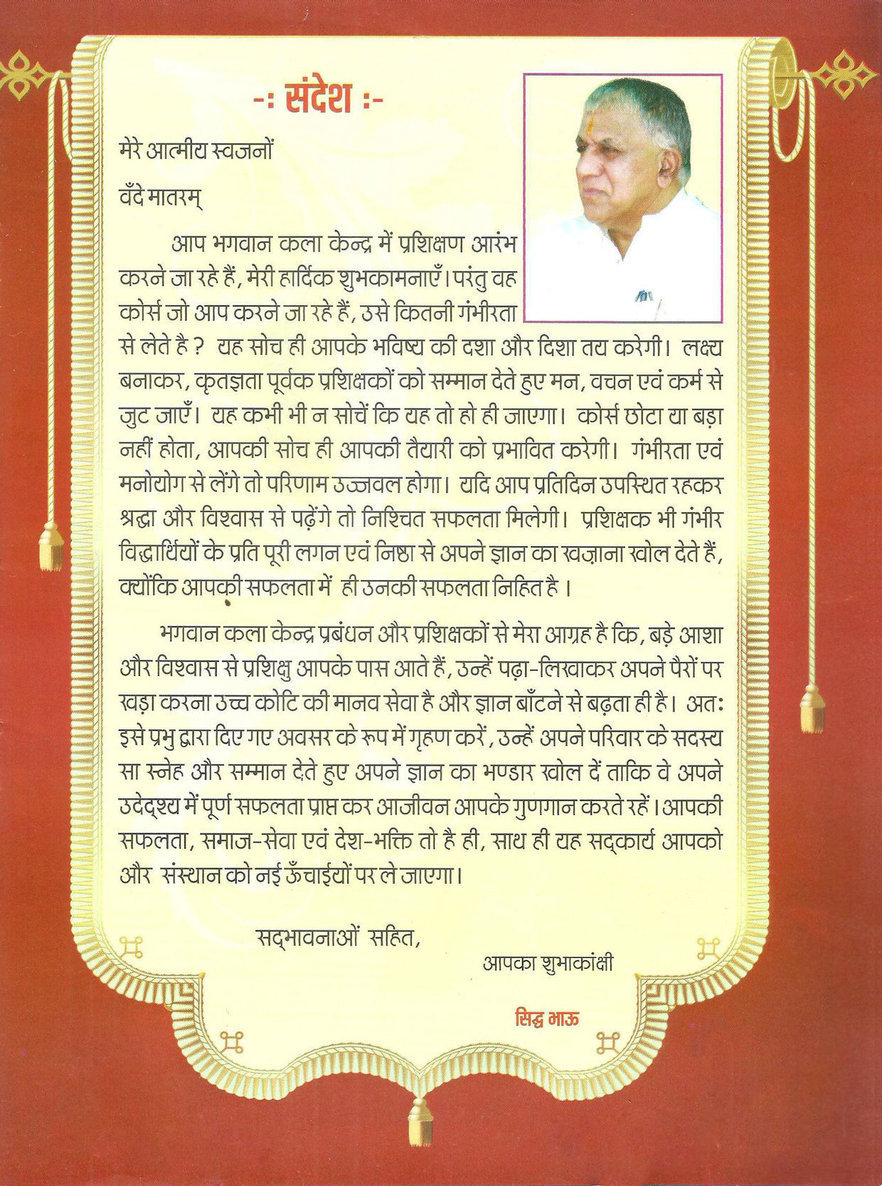 -: संदेश :-
मेरे आत्मीय स्वजनों
वँदे मातरम्
आप भगवान कला केन्द्र में प्रशिक्षण आरंभ
करने जा रहे हैं, मेरी हार्दिक शुभकामनाएँ। परंतु वह
कोर्स जो आप करने जा रहे हैं, उसे कितनी गंभीरता
से लेते है ? यह सोच ही आपके भविष्य की दशा और दिशा तय करेगी। लक्ष्य
बनाकर, कृतज्ञता पूर्वक प्रशिक्षकों को सम्मान देते हुए मन, वचन एवं कर्म से
जुट जाएँ। यह कभी भी न सोचें कि यह तो हो ही जाएगा। कोर्स छोटा या बड़ा
नहीं होता, आपकी सोच ही आपकी तैयारी को प्रभावित करेगी। गंभीरता एवं
मनोयोग से लेंगे तो परिणाम उज्जवल होगा। यदि आप प्रतिदिन उपस्थित रहकर
श्रद्धा और विश्वास से पढ़ेंगे तो निश्चित सफलता मिलेगी। प्रशिक्षक भी गंभीर
विद्धार्थियों के प्रति पूरी लगन एवं निष्ठा से अपने ज्ञान का खज़ाना खोल देते हैं,
क्योंकि आपकी सफलता में ही उनकी सफलता निहित है ।
भगवान कला केन्द्र प्रबंधन और प्रशिक्षकों से मेरा आग्रह है कि, बड़े आशा
और विश्वास से प्रशिक्षु आपके पास आते हैं, उन्हें पढ़ा-लिखाकर अपने पैरों पर
खड़ा करना उच्च कोटि की मानव सेवा है और ज्ञान बाँटने से बढ़ता ही है। अतः
इसे प्रभु द्वारा दिए गए अवसर के रूप में गृहण करें, उन्हें अपने परिवार के सदस्य
सा स्नेह और सम्मान देते हुए अपने ज्ञान का भण्डार खोल दें ताकि वे अपने
उदेद्श्य में पूर्ण सफलता प्राप्त कर आजीवन आपके गुणगान करते रहें। आपकी
सफलता, समाज-सेवा एवं देश-भक्ति तो है ही, साथ ही यह सद्कार्य आपको
और संस्थान को नई ऊँचाईयों पर ले जाएगा।
सद्भावनाओं सहित,
आपका शुभाकांक्षी
सिद्ध भाऊ